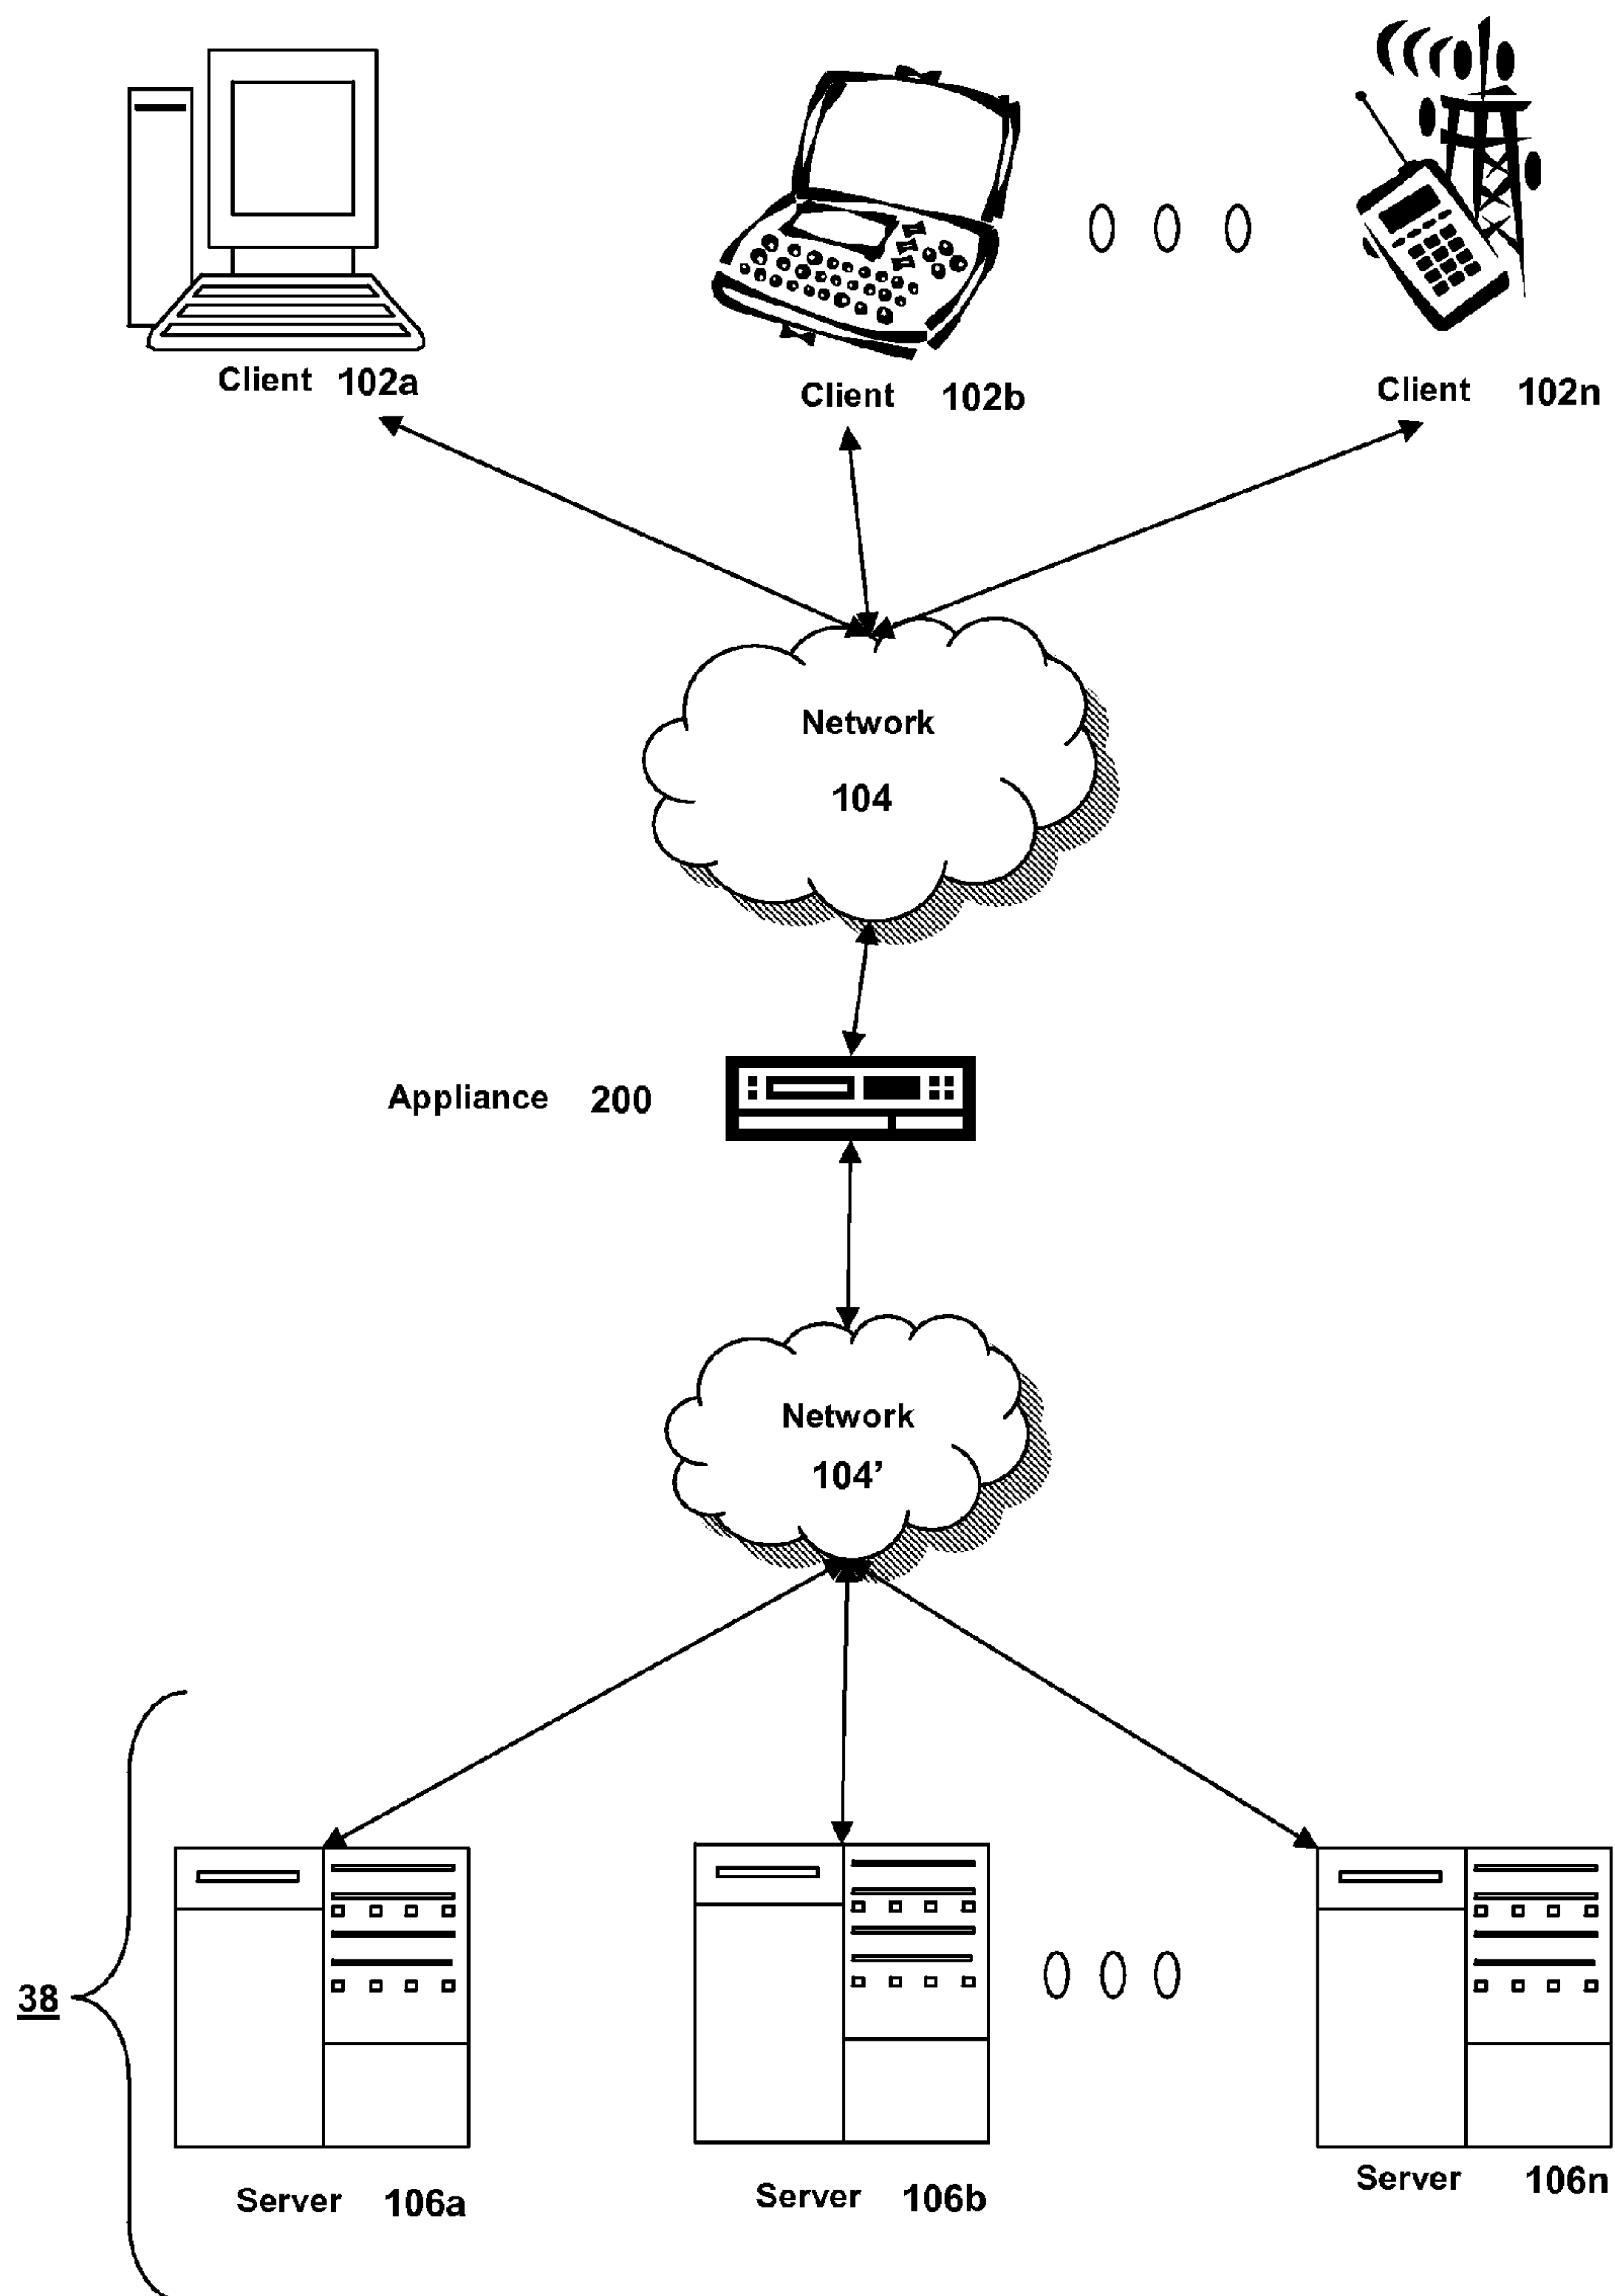 Client 102a
Client 102b
Client 102n
Network
104
Appliance 200
Network
104’
38
Server 106a
Server 106b
Server 106n